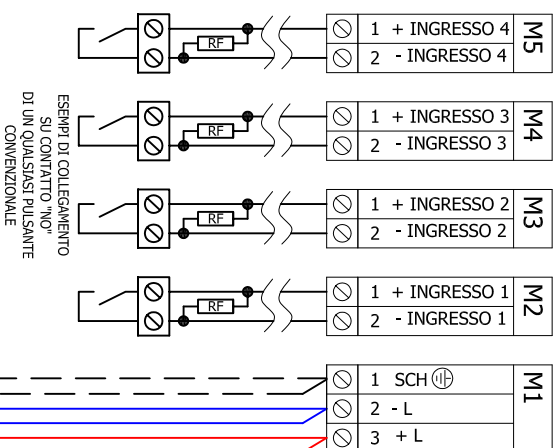 1 + INGRESSO 4
RF
2 - INGRESSO 4
M5
1 + INGRESSO 3
RF
2 - INGRESSO 3
M4
1 + INGRESSO 2
RF
2 - INGRESSO 2
M3
1 + INGRESSO 1
RF
2 - INGRESSO 1
M2
1 SCH
2 - L
3 + L
M1
ESEMPI DI COLLEGAMENTO
SU CONTATTO "NO"
DI UN QUALSIASI PULSANTE
CONVENZIONALE